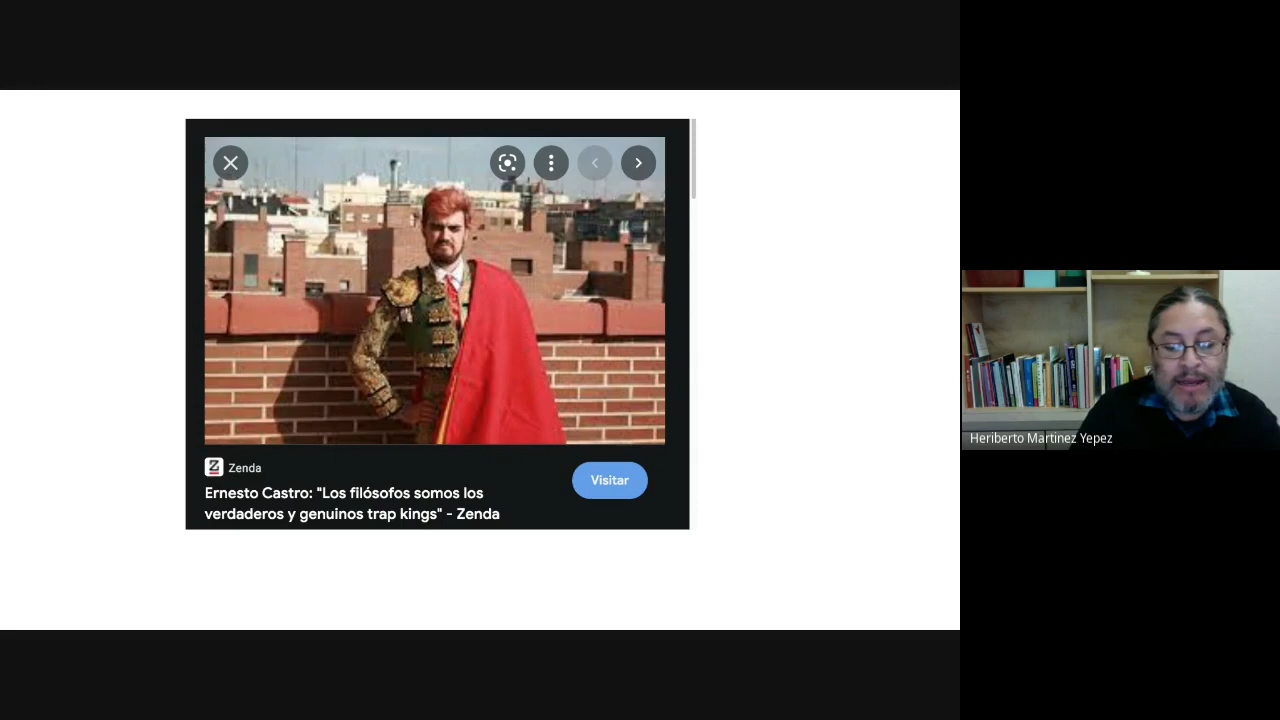 Zenda
Visitar
Ernesto Castro: "Los filósofos somos los
verdaderos y genuinos trap kings" - Zenda
Heriberto Martinez Yepez